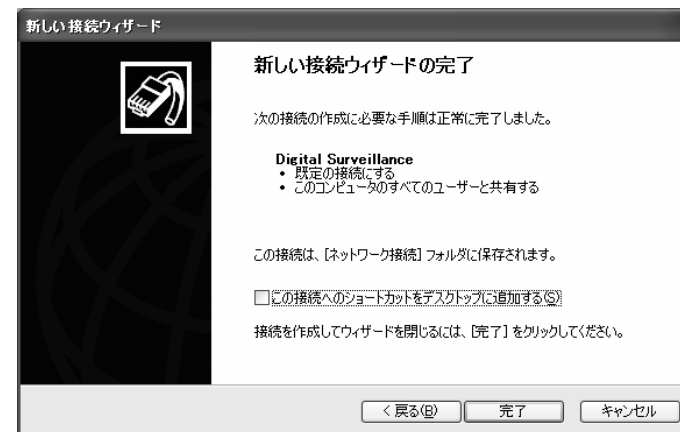 新しい接続ウィザード
新しい接続ウィザードの完了
次の接続の作成に必要な手順は正常に完了しました。
Digital Surveillance
• 既定の接続にする
• このコンピュータのすべてのユーザーと共有する
この接続は、[ネットワーク接続] フォルダに保存されます。
この接続へのショートカットをデスクトップに追加する(S)
接続を作成してウィザードを閉じるには、[完了] をクリックしてください。
< 戻る(B)
完了
キャンセル